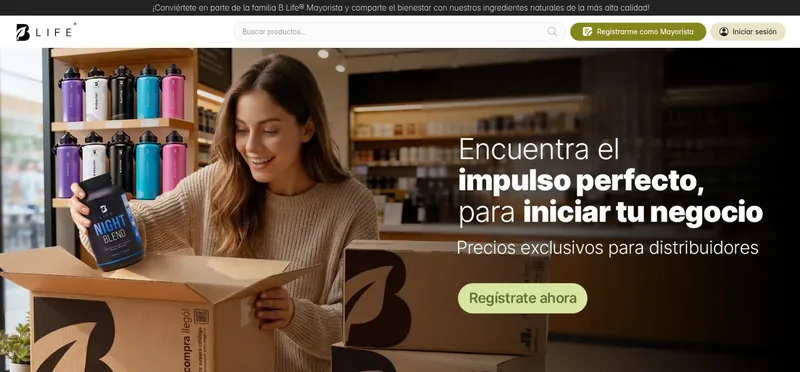 ¡Conviértete en parte de la familia B Life® Mayorista y comparte el bienestar con nuestros ingredientes naturales de la más alta calidad!
B LIFE®
Buscar productos...
Registrarme como Mayorista
Iniciar sesión
Encuentra el
impulso perfecto,
para iniciar tu negocio
Precios exclusivos para distribuidores
Regístrate ahora
B
LIFE
NIGHT
BLEND
compra
llegó!
B